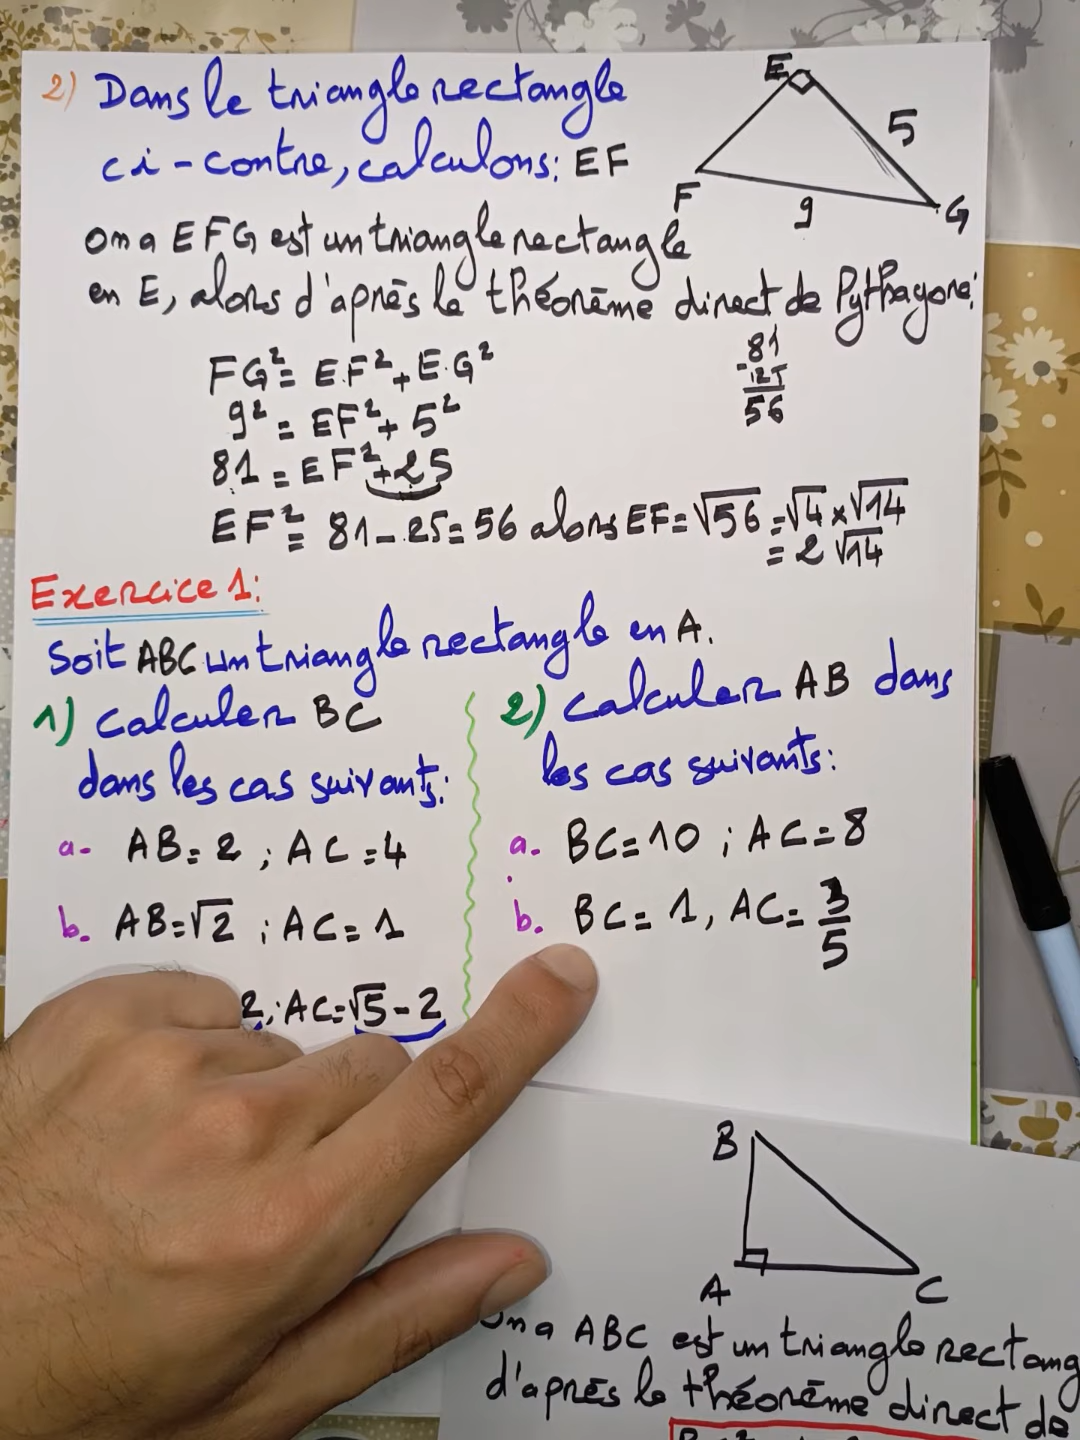 2) Dans le triangle rectangle
ci-contre, calculons: EF
E
5
F
9
G
on a EFG est un triangle rectangle
en E, alors d'après le théorème direct de Pythagore:
FG² = EF² + EG²
9² = EF² + 5²
81 = EF² + 25
EF² = 81 - 25 = 56 alors EF = √56 = √4 × √14
= 2 √14
81
- 25
56
Exercice 1:
Soit ABC un triangle rectangle en A.
1) Calculer BC
dans les cas suivants:
a- AB = 2 ; AC = 4
b. AB = √2 ; AC = 1
2 ; AC = √5 - 2
2) Calculer AB dans
les cas suivants:
a. BC = 10 ; AC = 8
b. BC = 1, AC = 3/5
B
A
C
on a ABC est un triangle rectang
d'après le théorème direct de